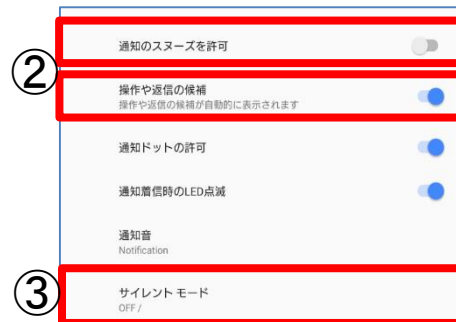 通知のスヌーズを許可
②
操作や返信の候補
操作や返信の候補が自動的に表示されます
通知ドットの許可
通知着信時のLED点滅
通知音
Notification
③
サイレント モード
OFF /